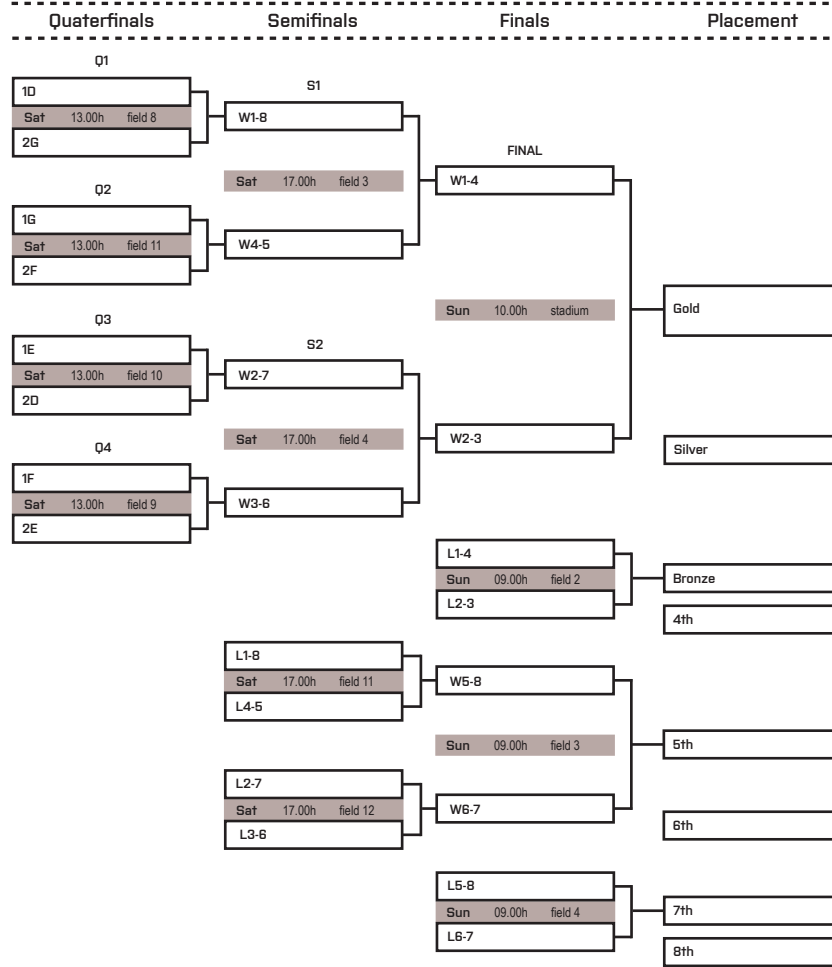 Quaterfinals Semifinals Finals Placement
Q1
1D
Sat 13.00h field 8
2G
Q2
1G
Sat 13.00h field 11
2F
Q3
1E
Sat 13.00h field 10
2D
Q4
1F
Sat 13.00h field 9
2E
S1
W1-8
Sat 17.00h field 3
W4-5
S2
W2-7
Sat 17.00h field 4
W3-6
L1-8
Sat 17.00h field 11
L4-5
L2-7
Sat 17.00h field 12
L3-6
FINAL
W1-4
Sun 10.00h stadium
W2-3
L1-4
Sun 09.00h field 2
L2-3
W5-8
Sun 09.00h field 3
W6-7
L5-8
Sun 09.00h field 4
L6-7
Gold
Silver
Bronze
4th
5th
6th
7th
8th